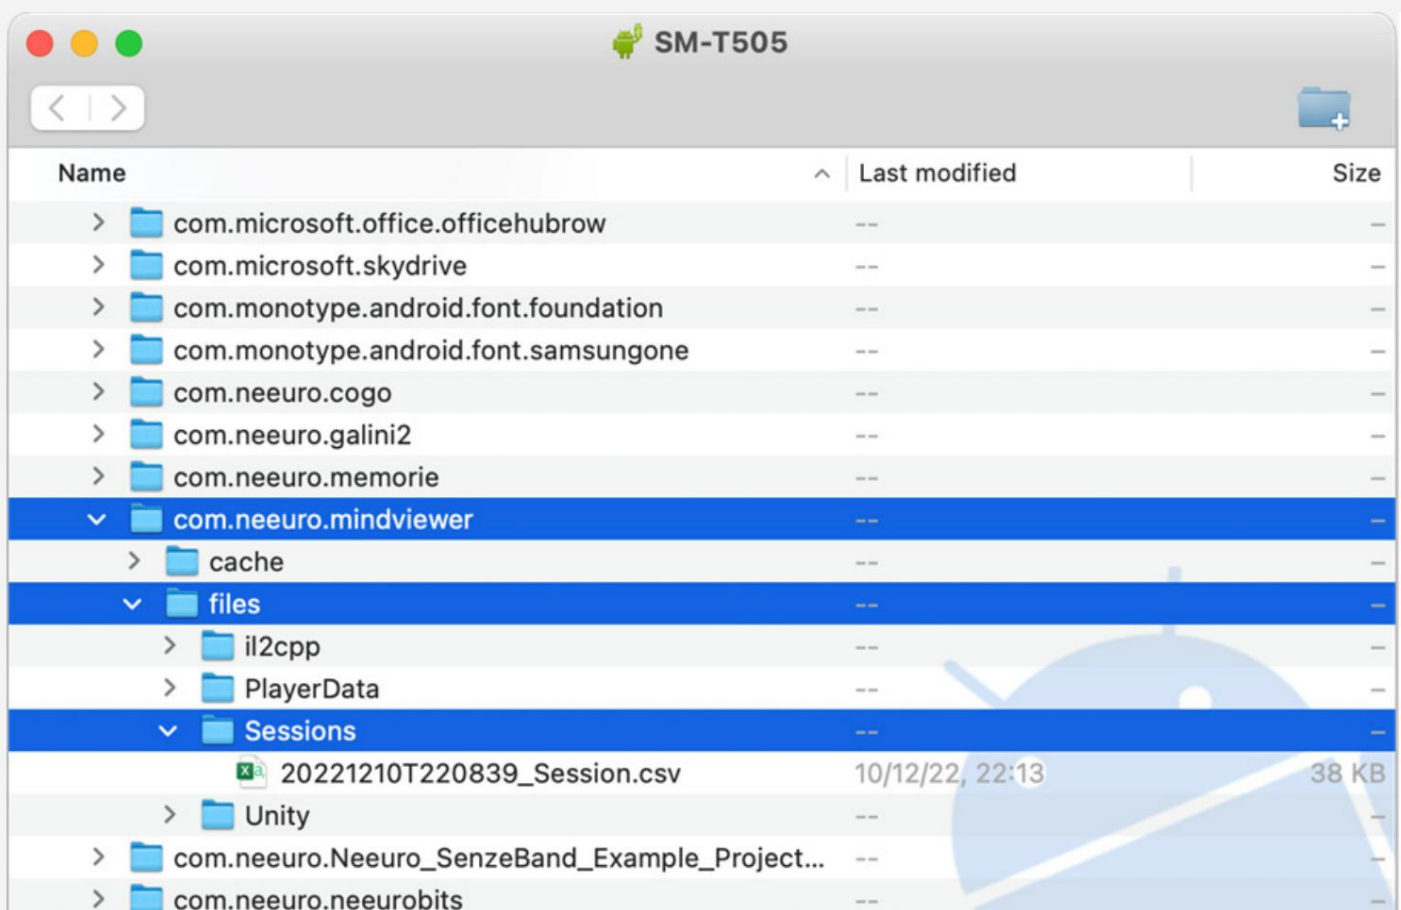 SM-T505
Name Last modified Size
com.microsoft.office.officehubrow -- –
com.microsoft.skydrive -- –
com.monotype.android.font.foundation -- –
com.monotype.android.font.samsungone -- –
com.neeuro.cogo -- –
com.neeuro.galini2 -- –
com.neeuro.memorie -- –
com.neeuro.mindviewer -- –
cache -- –
files -- –
il2cpp -- –
PlayerData -- –
Sessions -- –
20221210T220839_Session.csv 10/12/22, 22:13 38 KB
Unity -- –
com.neeuro.Neeuro_SenzeBand_Example_Project... -- –
com.neeuro.neeurobits -- –